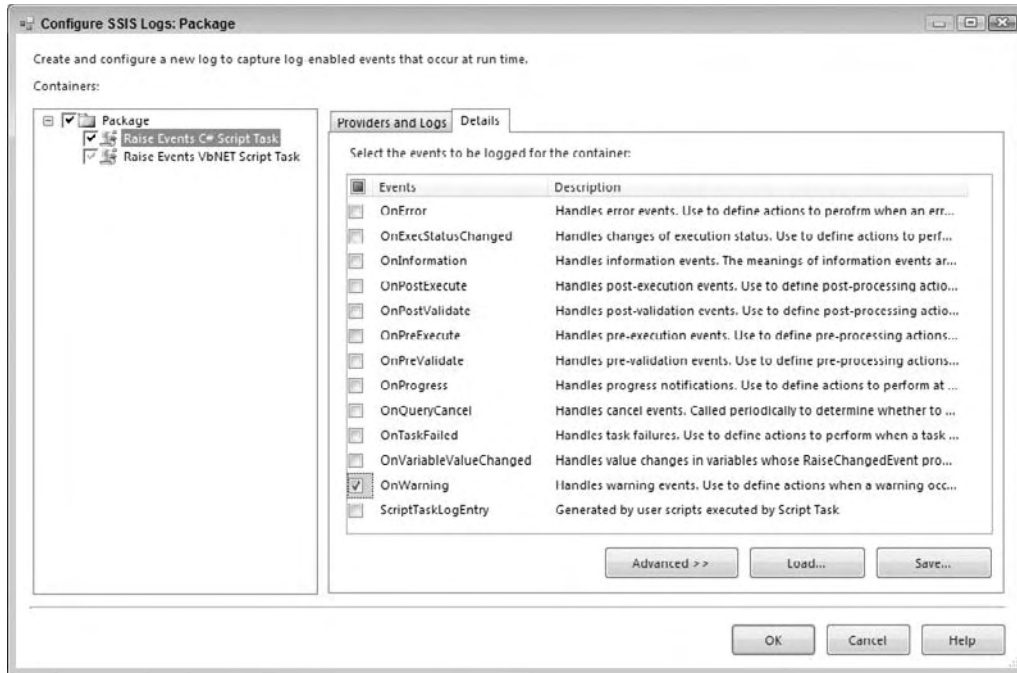 Configure SSIS Logs: Package
Create and configure a new log to capture log-enabled events that occur at run time.
Containers:
Package
Raise Events C# Script Task
Raise Events VbNET Script Task
Providers and Logs Details
Select the events to be logged for the container:
Events Description
OnError Handles error events. Use to define actions to perofrm when an err...
OnExecStatusChanged Handles changes of execution status. Use to define actions to perf...
OnInformation Handles information events. The meanings of information events ar...
OnPostExecute Handles post-execution events. Use to define post-processing actio...
OnPostValidate Handles post-validation events. Use to define post-processing actio...
OnPreExecute Handles pre-execution events. Use to define pre-processing actions...
OnPreValidate Handles pre-validation events. Use to define pre-processing actions...
OnProgress Handles progress notifications. Use to define actions to perform at ...
OnQueryCancel Handles cancel events. Called periodically to determine whether to ...
OnTaskFailed Handles task failures. Use to define actions to perform when a task ...
OnVariableValueChanged Handles value changes in variables whose RaiseChangedEvent pro...
OnWarning Handles warning events. Use to define actions when a warning occ...
ScriptTaskLogEntry Generated by user scripts executed by Script Task
Advanced >> Load... Save...
OK Cancel Help